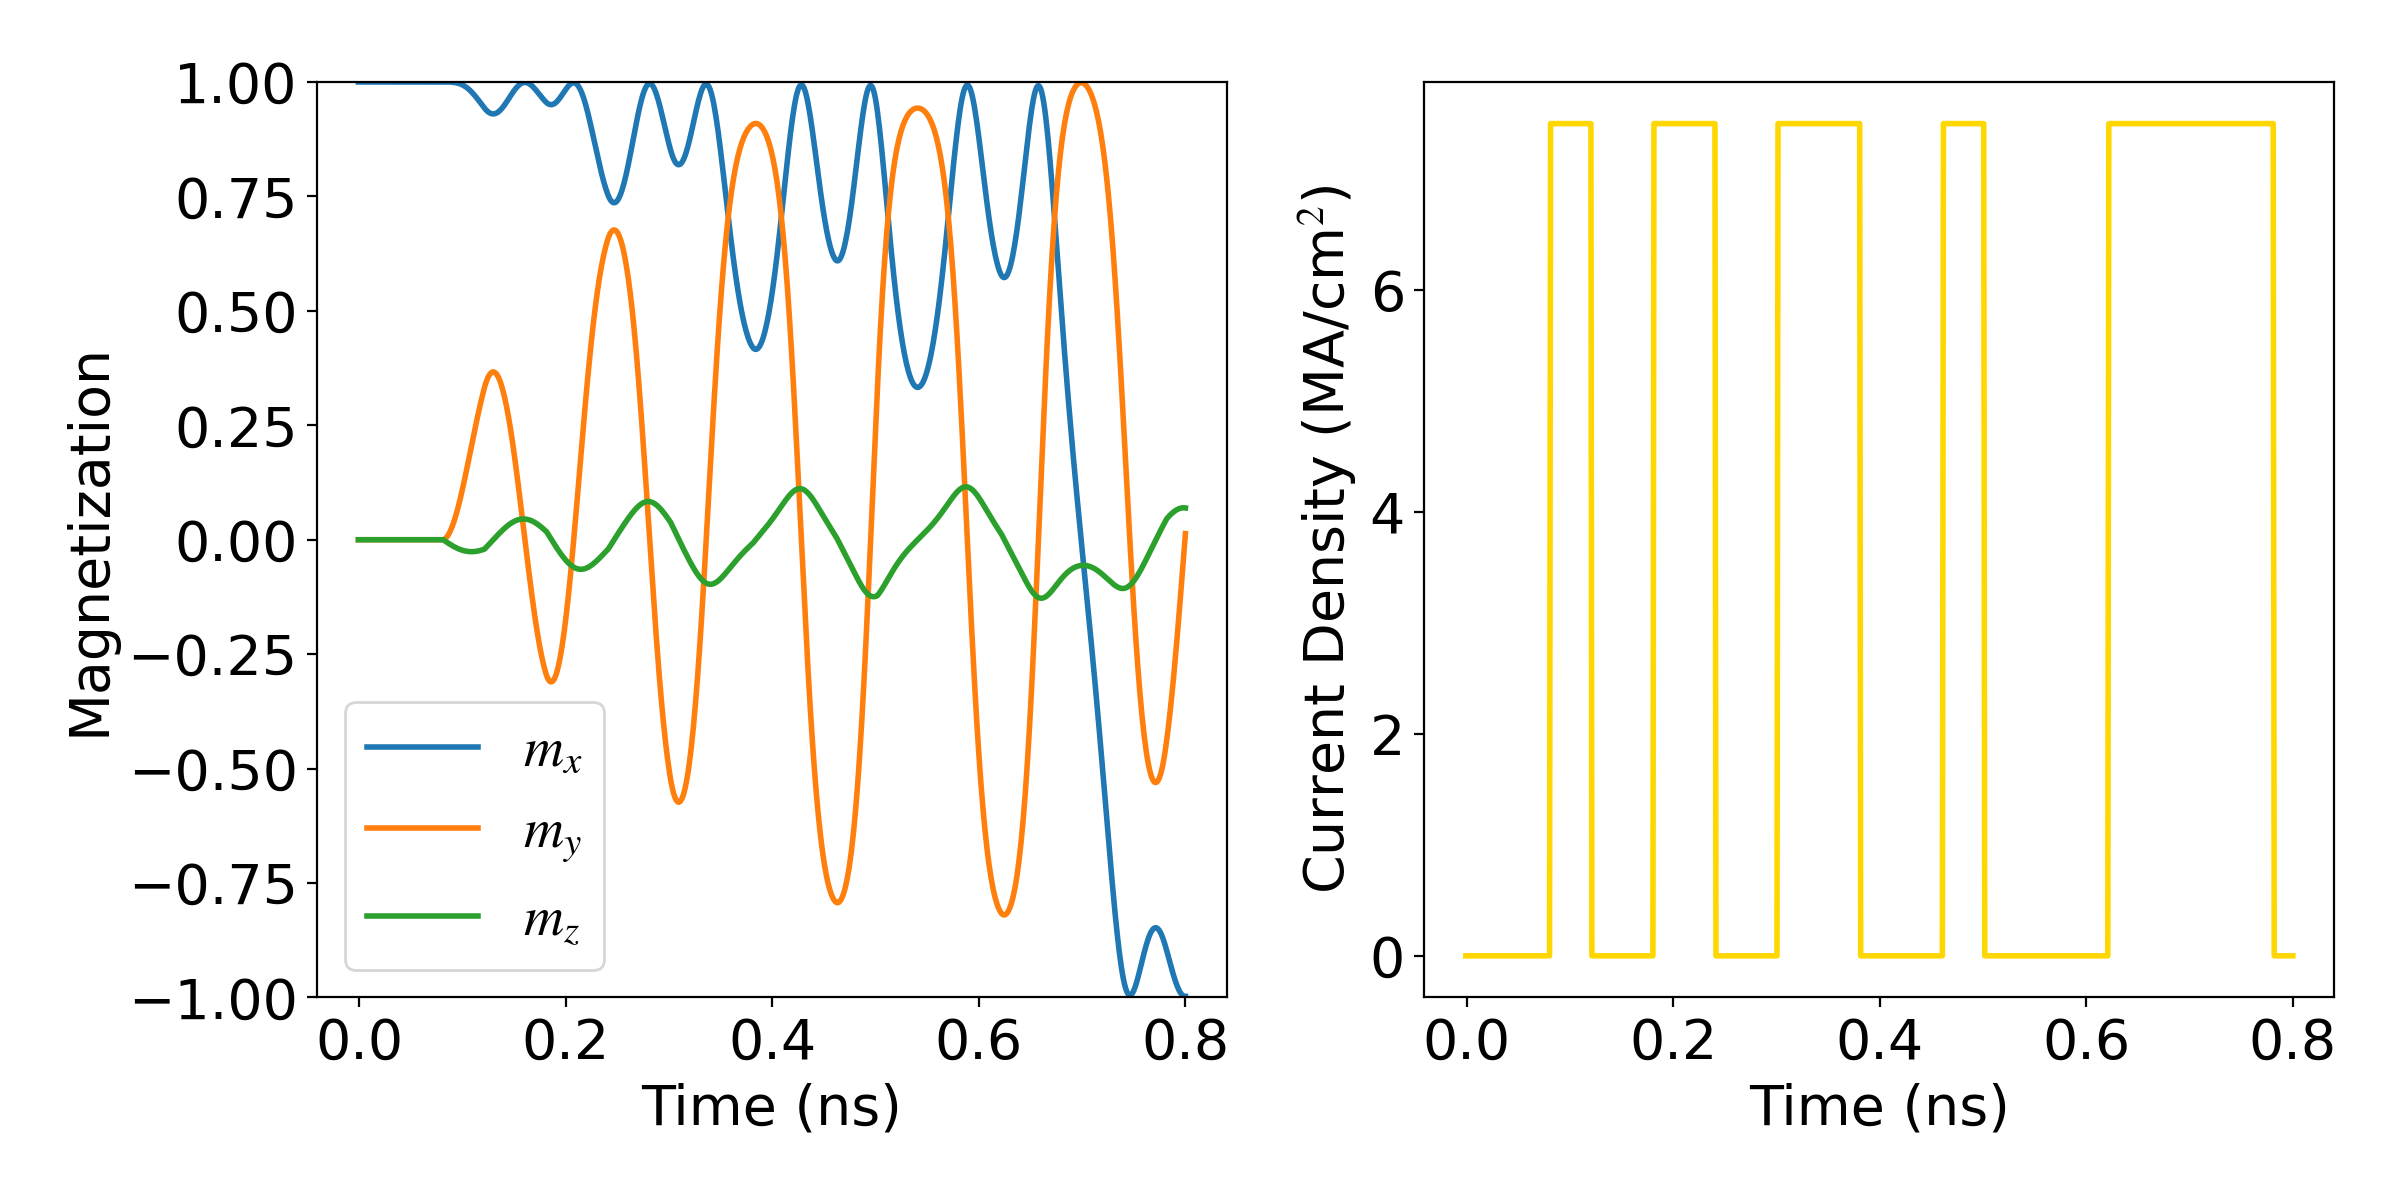 1.00
0.75
0.50
0.25
0.00
−0.25
−0.50
−0.75
−1.00
Magnetization
m_x
m_y
m_z
0.0 0.2 0.4 0.6 0.8
Time (ns)
6
4
2
0
Current Density (MA/cm²)
0.0 0.2 0.4 0.6 0.8
Time (ns)